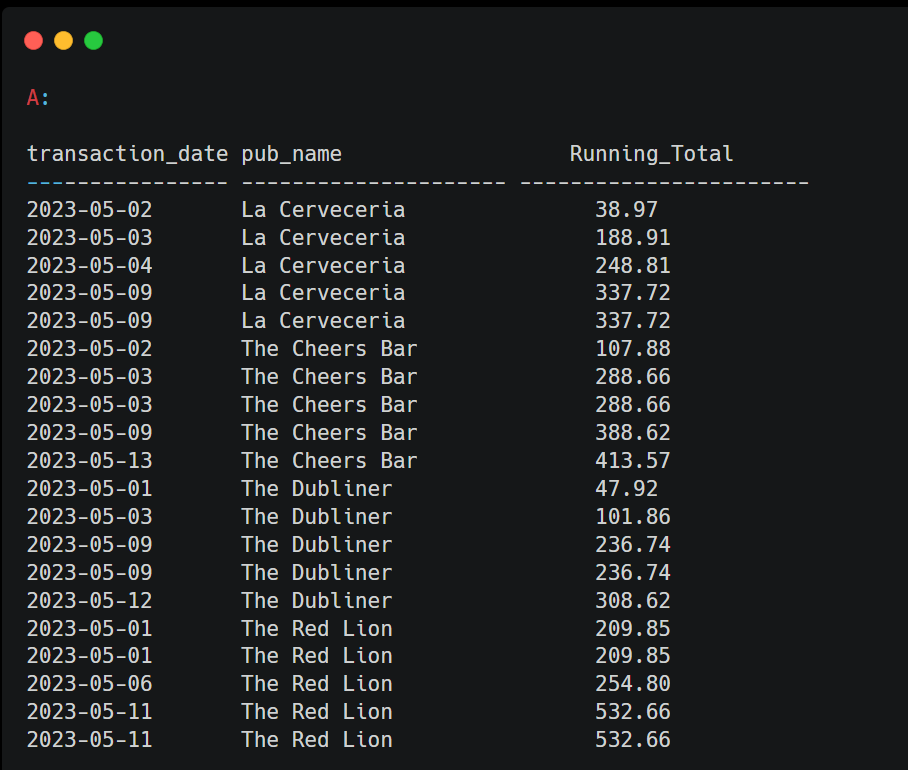 A:
transaction_date pub_name                  Running_Total
---------------- --------------------- -----------------------
2023-05-02       La Cerveceria               38.97
2023-05-03       La Cerveceria               188.91
2023-05-04       La Cerveceria               248.81
2023-05-09       La Cerveceria               337.72
2023-05-09       La Cerveceria               337.72
2023-05-02       The Cheers Bar              107.88
2023-05-03       The Cheers Bar              288.66
2023-05-03       The Cheers Bar              288.66
2023-05-09       The Cheers Bar              388.62
2023-05-13       The Cheers Bar              413.57
2023-05-01       The Dubliner                47.92
2023-05-03       The Dubliner                101.86
2023-05-09       The Dubliner                236.74
2023-05-09       The Dubliner                236.74
2023-05-12       The Dubliner                308.62
2023-05-01       The Red Lion                209.85
2023-05-01       The Red Lion                209.85
2023-05-06       The Red Lion                254.80
2023-05-11       The Red Lion                532.66
2023-05-11       The Red Lion                532.66